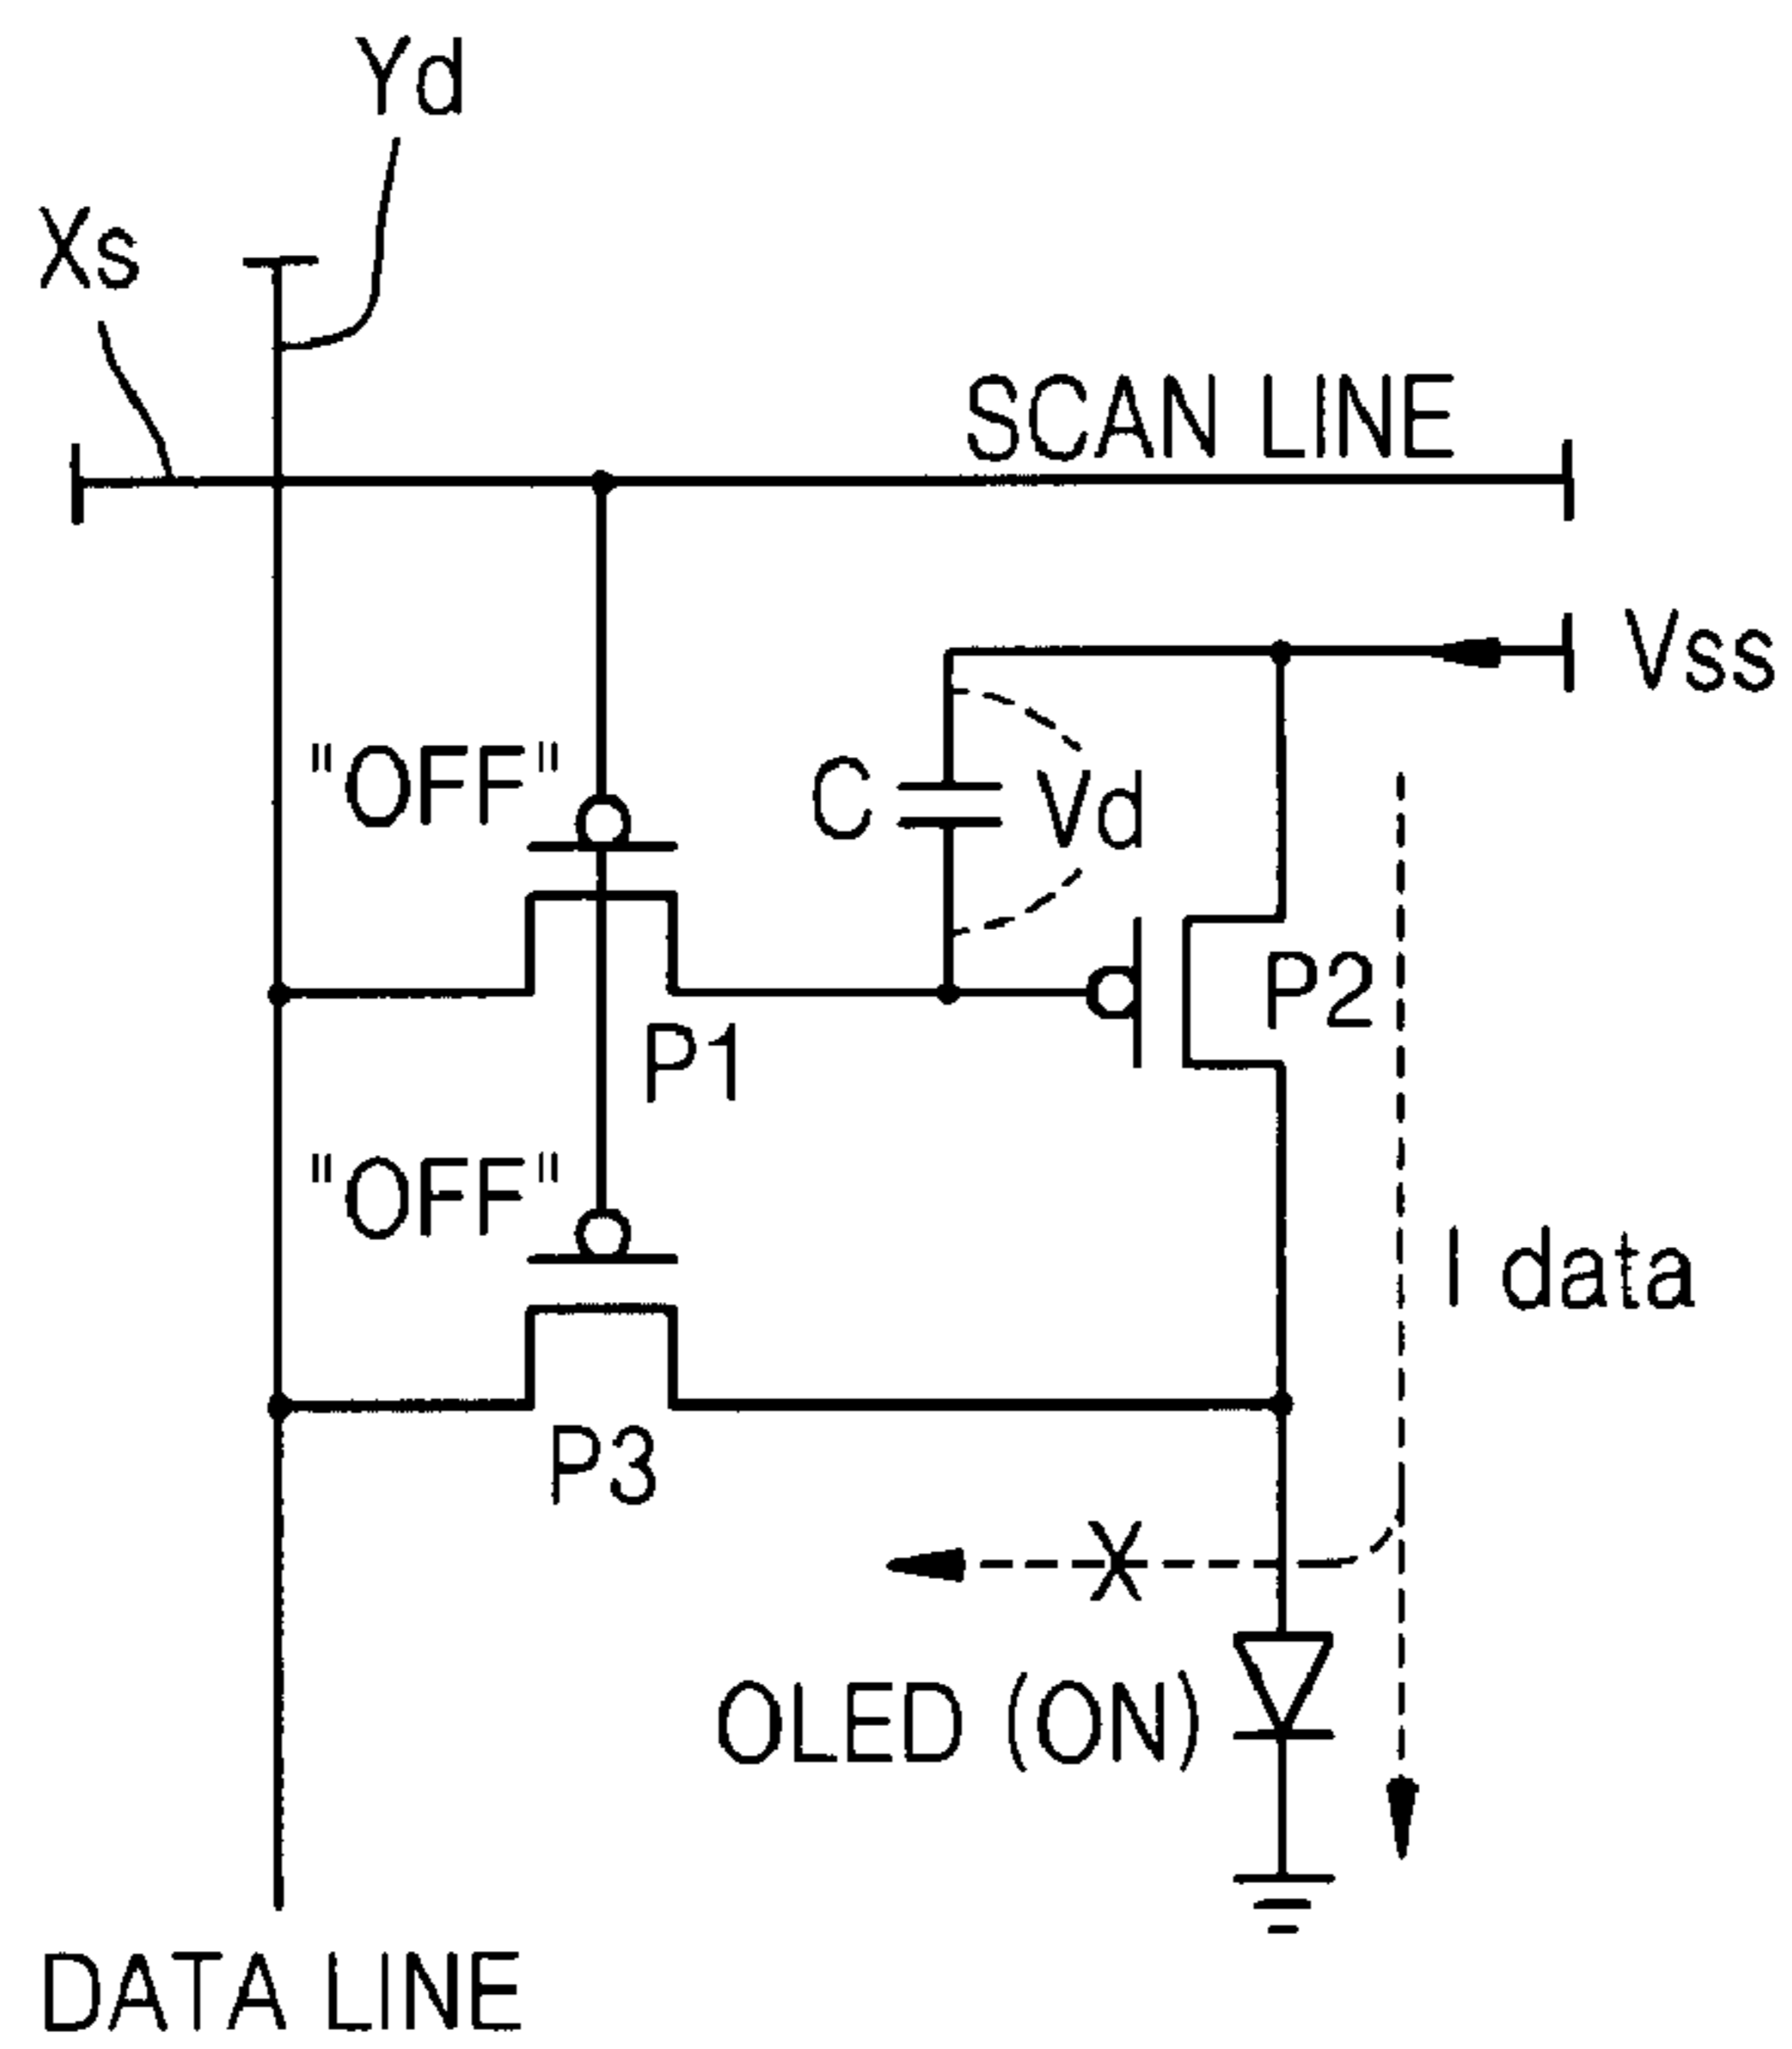 Yd
Xs
SCAN LINE
Vss
"OFF"
C
Vd
P2
P1
"OFF"
I data
P3
X
OLED (ON)
DATA LINE